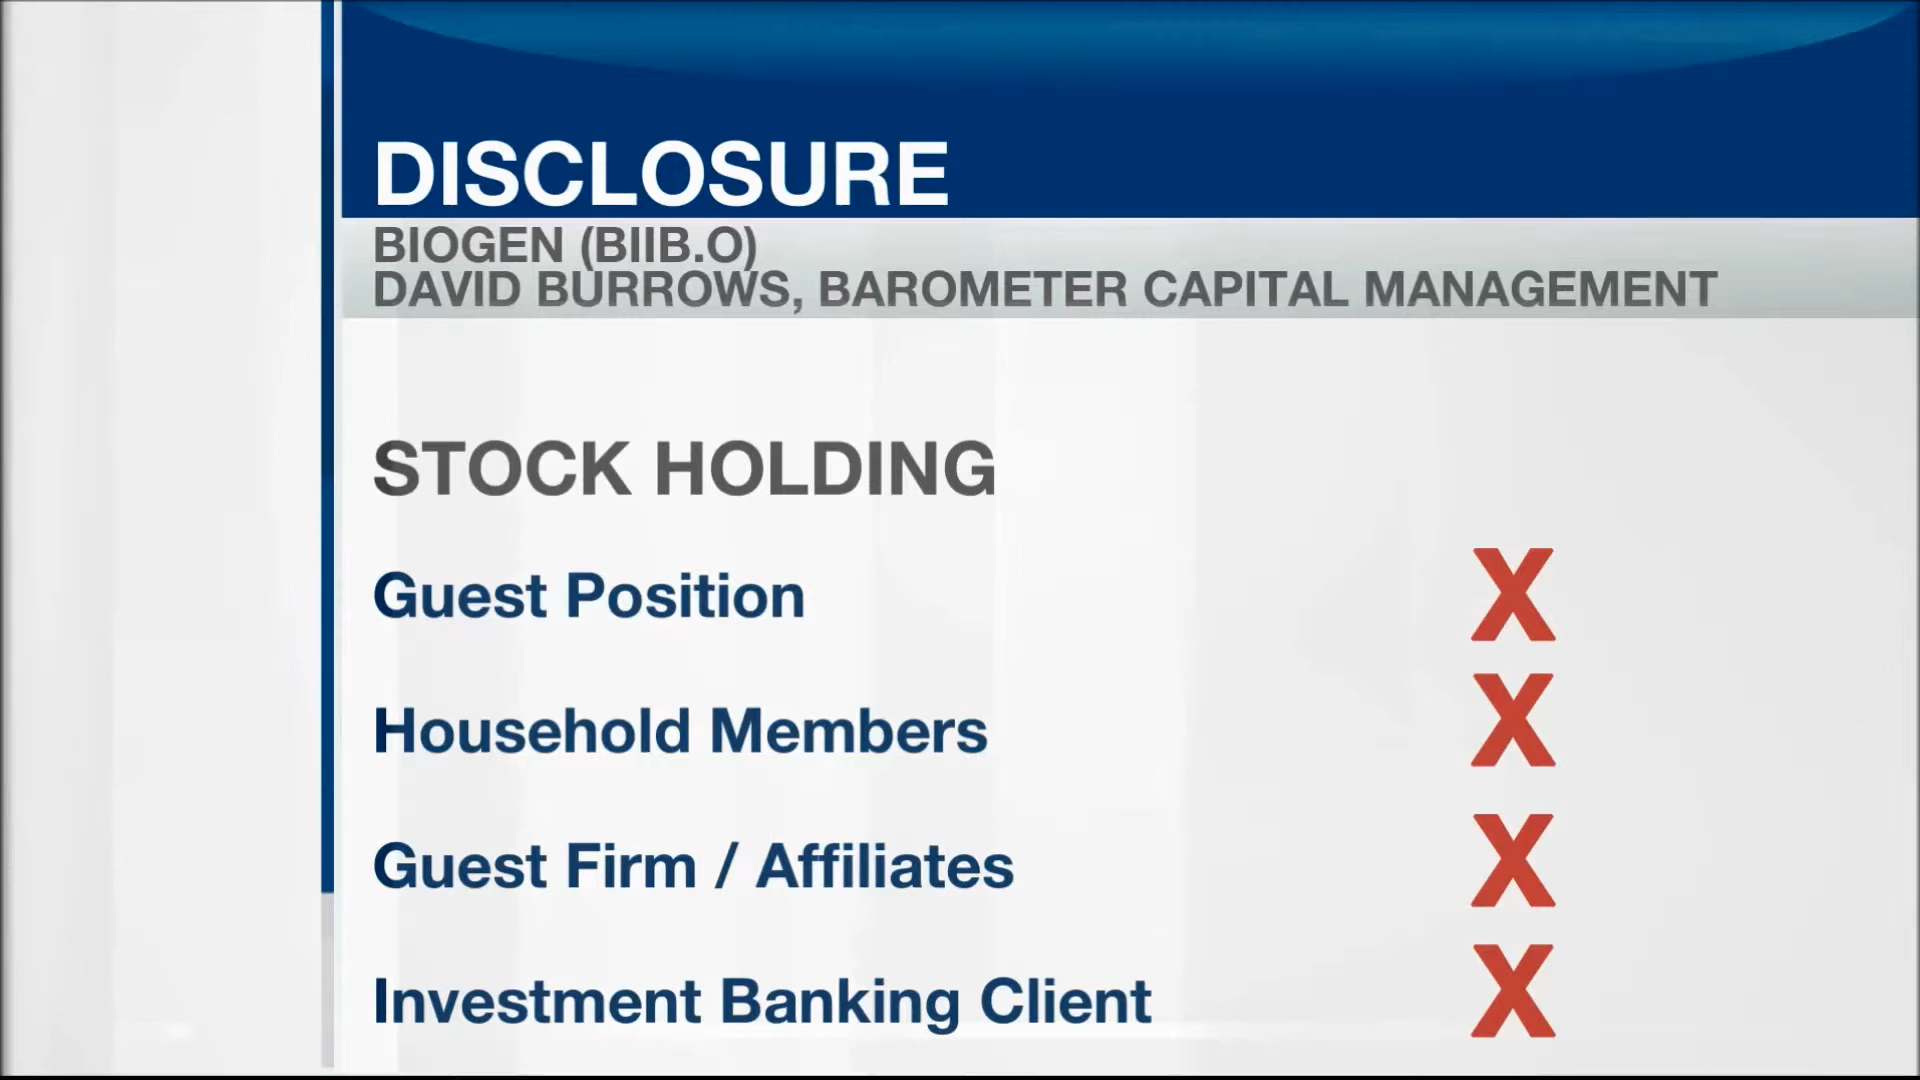 DISCLOSURE
BIOGEN (BIIB.O)
DAVID BURROWS, BAROMETER CAPITAL MANAGEMENT
STOCK HOLDING
Guest Position X
Household Members X
Guest Firm / Affiliates X
Investment Banking Client X